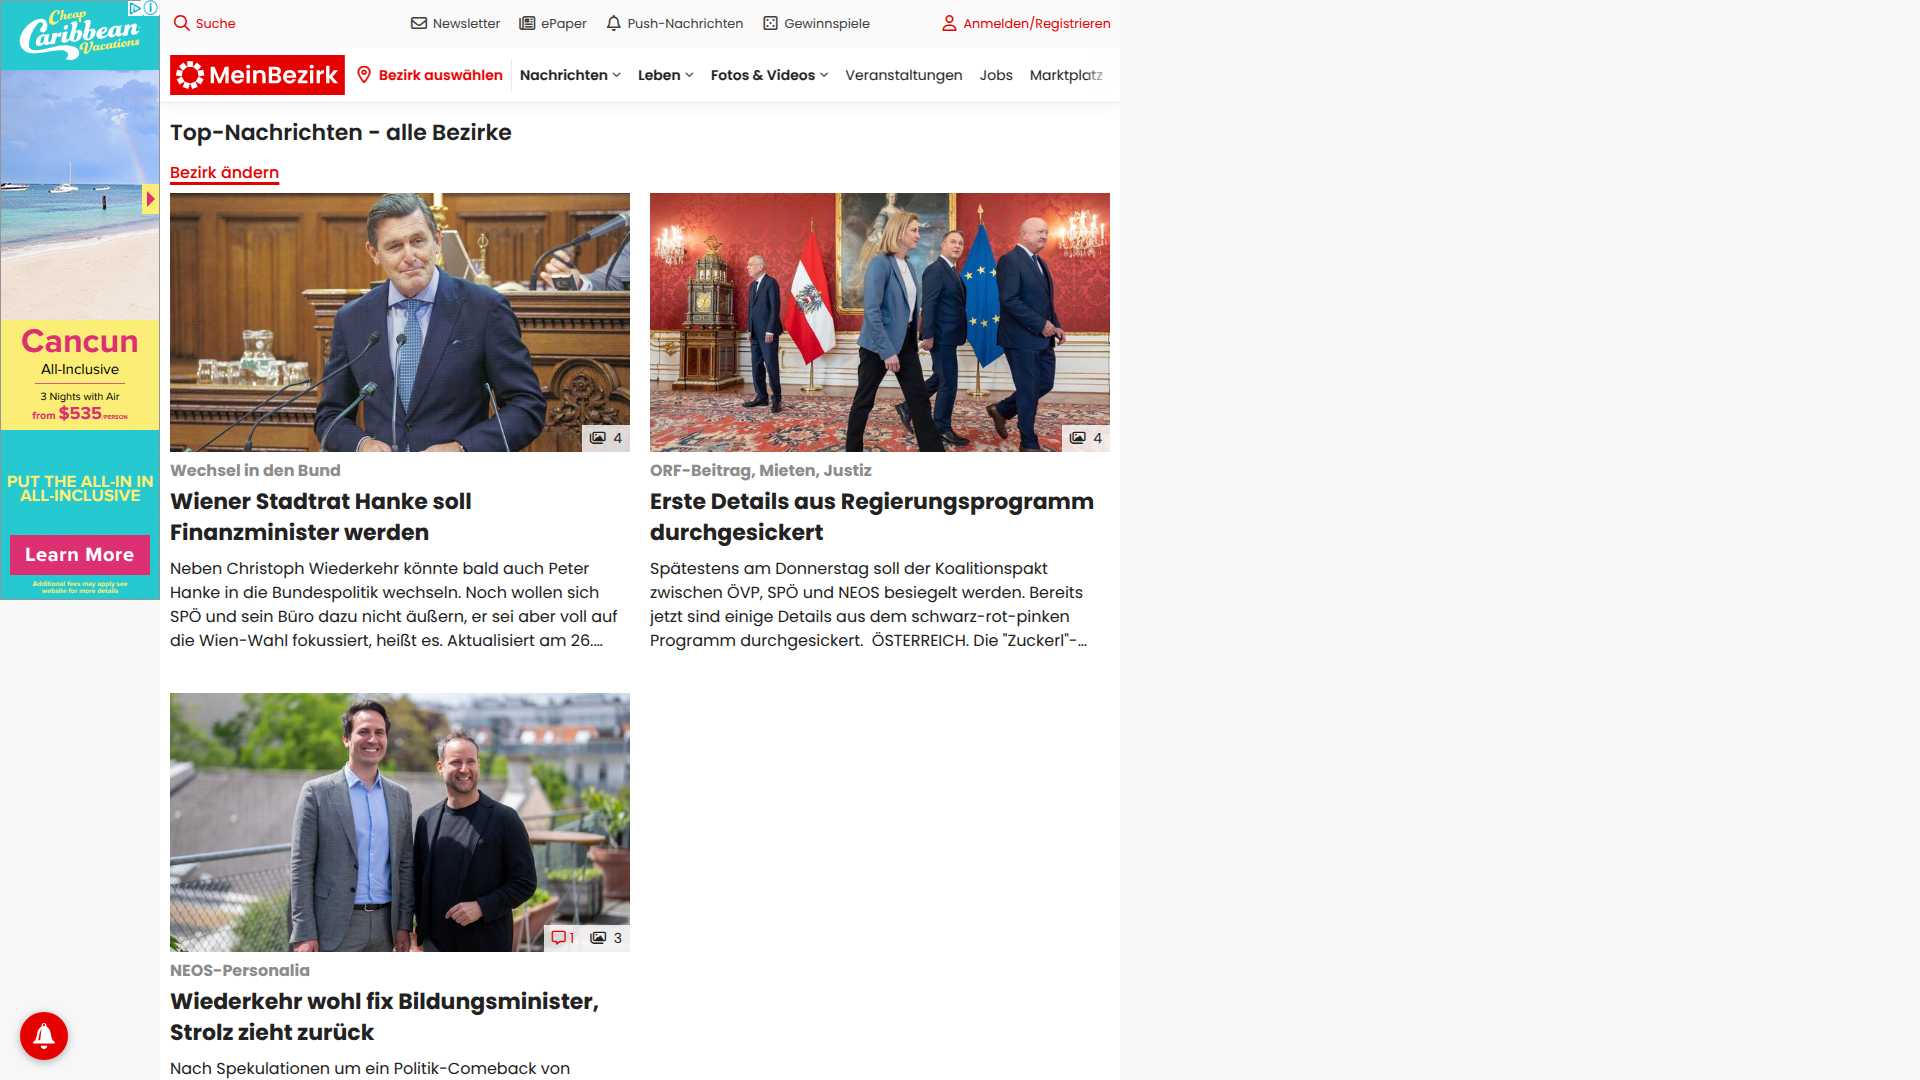 Cheap
Caribbean
Vacations
Cancun
All-Inclusive
3 Nights with Air
from $535/PERSON
PUT THE ALL-IN IN
ALL-INCLUSIVE
Learn More
Additional fees may apply see
website for more details
Suche
Newsletter
ePaper
Push-Nachrichten
Gewinnspiele
Anmelden/Registrieren
MeinBezirk
Bezirk auswählen
Nachrichten
Leben
Fotos & Videos
Veranstaltungen
Jobs
Marktplatz
Top-Nachrichten - alle Bezirke
Bezirk ändern
4
Wechsel in den Bund
Wiener Stadtrat Hanke soll
Finanzminister werden
Neben Christoph Wiederkehr könnte bald auch Peter
Hanke in die Bundespolitik wechseln. Noch wollen sich
SPÖ und sein Büro dazu nicht äußern, er sei aber voll auf
die Wien-Wahl fokussiert, heißt es. Aktualisiert am 26....
4
ORF-Beitrag, Mieten, Justiz
Erste Details aus Regierungsprogramm
durchgesickert
Spätestens am Donnerstag soll der Koalitionspakt
zwischen ÖVP, SPÖ und NEOS besiegelt werden. Bereits
jetzt sind einige Details aus dem schwarz-rot-pinken
Programm durchgesickert.  ÖSTERREICH. Die "Zuckerl"-...
1
3
NEOS-Personalia
Wiederkehr wohl fix Bildungsminister,
Strolz zieht zurück
Nach Spekulationen um ein Politik-Comeback von